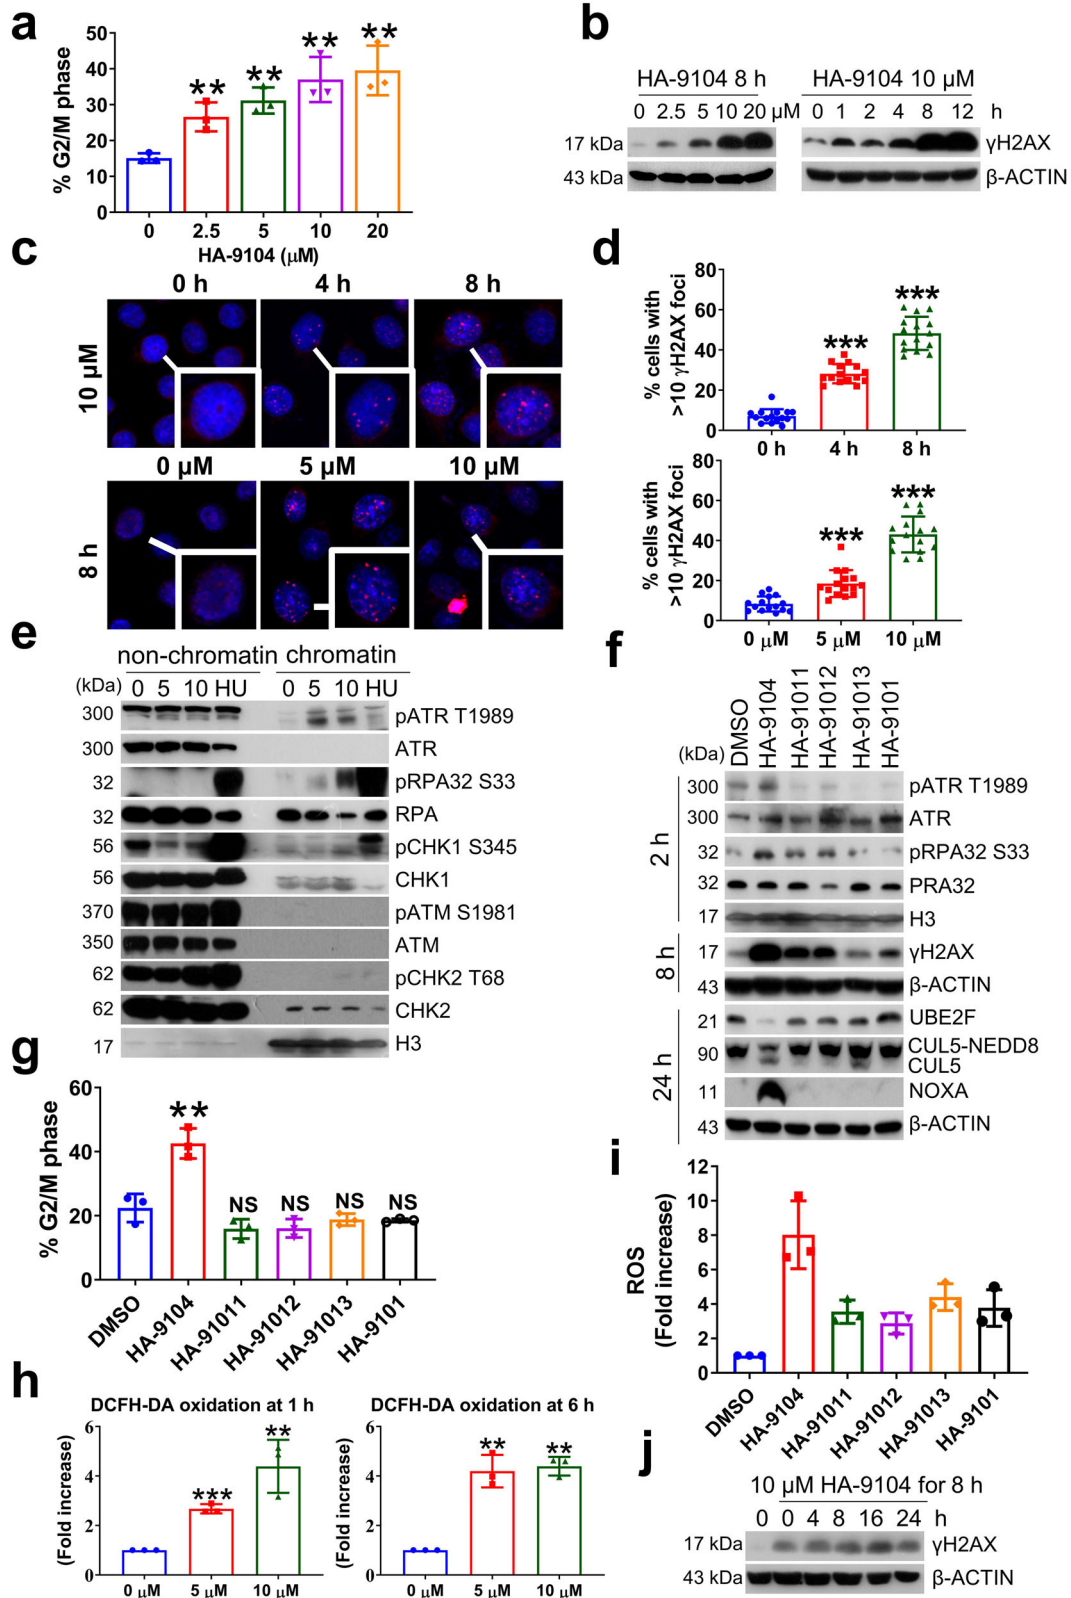 a
% G2/M phase
50
40
30
20
10
0
** ** ** **
0 2.5 5 10 20
HA-9104 (μM)
b
HA-9104 8 h HA-9104 10 μM
0 2.5 5 10 20 μM 0 1 2 4 8 12 h
17 kDa γH2AX
43 kDa β-ACTIN
c
0 h 4 h 8 h
10 μM
0 μM 5 μM 10 μM
8 h
d
% cells with
>10 γH2AX foci
80
60
40
20
0
*** ***
0 h 4 h 8 h
% cells with
>10 γH2AX foci
80
60
40
20
0
*** ***
0 μM 5 μM 10 μM
e
non-chromatin chromatin
(kDa) 0 5 10 HU 0 5 10 HU
300 pATR T1989
300 ATR
32 pRPA32 S33
32 RPA
56 pCHK1 S345
56 CHK1
370 pATM S1981
350 ATM
62 pCHK2 T68
62 CHK2
17 H3
f
(kDa) DMSO HA-9104 HA-91011 HA-91012 HA-91013 HA-9101
2 h
300 pATR T1989
300 ATR
32 pRPA32 S33
32 PRA32
17 H3
8 h
17 γH2AX
43 β-ACTIN
24 h
21 UBE2F
90 CUL5-NEDD8
CUL5
11 NOXA
43 β-ACTIN
g
% G2/M phase
60
40
20
0
** NS NS NS NS
DMSO HA-9104 HA-91011 HA-91012 HA-91013 HA-9101
h
DCFH-DA oxidation at 1 h
(Fold increase)
6
4
2
0
*** **
0 μM 5 μM 10 μM
DCFH-DA oxidation at 6 h
(Fold increase)
6
4
2
0
** **
0 μM 5 μM 10 μM
i
ROS
(Fold increase)
12
10
8
6
4
2
0
DMSO HA-9104 HA-91011 HA-91012 HA-91013 HA-9101
j
10 μM HA-9104 for 8 h
0 0 4 8 16 24 h
17 kDa γH2AX
43 kDa β-ACTIN